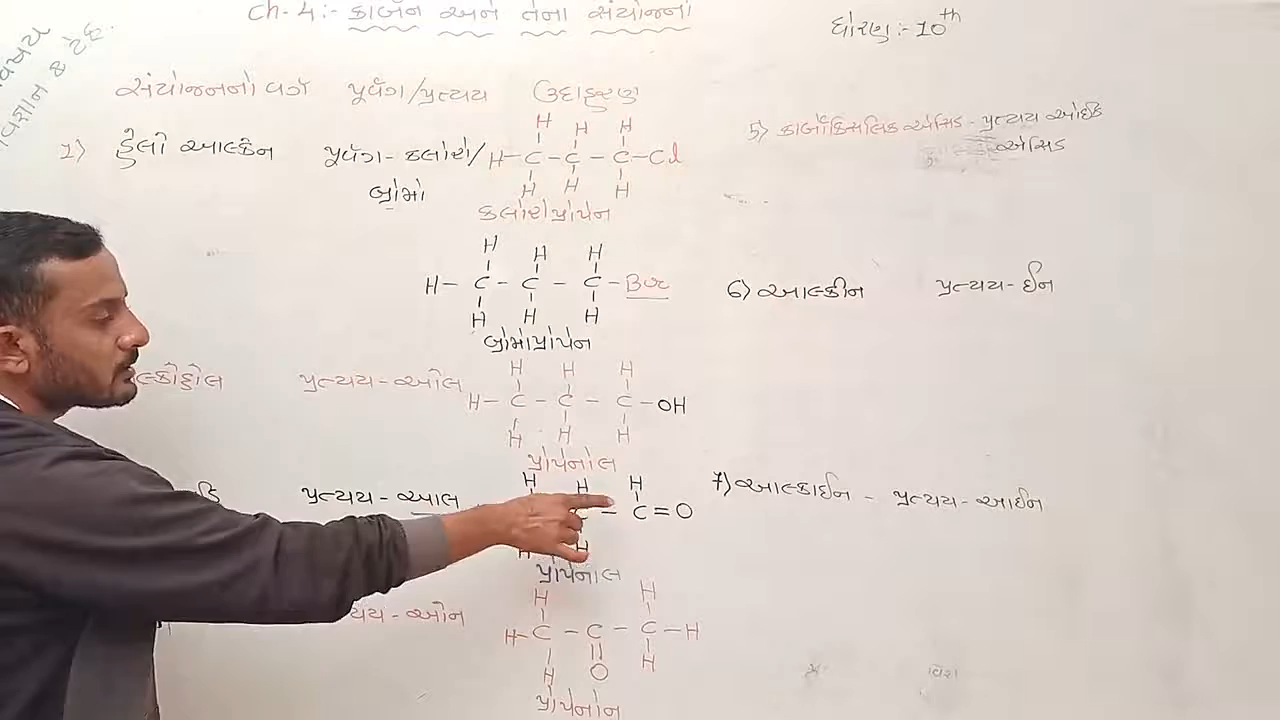 Ch-4:- કાર્બન અને તેના સંયોજનો
ધોરણ:- 10th
વિજ્ઞાન
સંયોજનનો વર્ગ પૂર્વગ/પ્રત્યય ઉદાહરણ
1) હેલો આલ્કેન પૂર્વગ- ક્લોરો/
બ્રોમો
H H H
H-C-C-C-Cl
H H H
ક્લોરોપ્રોપેન
H H H
H-C-C-C-Br
H H H
બ્રોમોપ્રોપેન
લ્કોહોલ પ્રત્યય-ઓલ
H H H
H-C-C-C-OH
H H H
પ્રોપેનોલ
પ્રત્યય-આલ
H H H
C-C=O
H H
પ્રોપેનાલ
યય-ઓન
H H
H-C-C-C-H
H O H
પ્રોપેનોન
5) કાર્બોક્સિલિક એસિડ-પ્રત્યય ઓઇક
એસિડ
6) આલ્કીન પ્રત્યય-ઈન
7) આલ્કાઈન - પ્રત્યય-આઈન